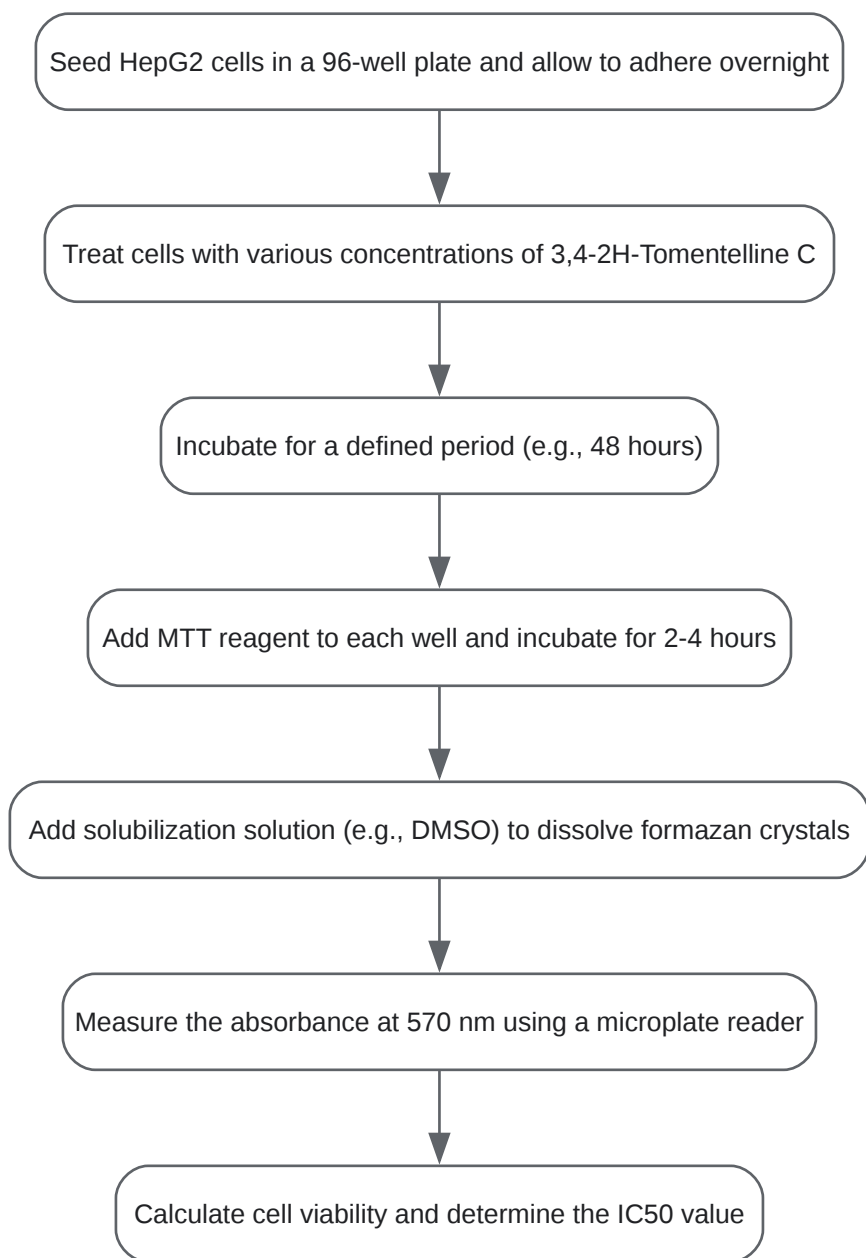 Seed HepG2 cells in a 96-well plate and allow to adhere overnight
Treat cells with various concentrations of 3,4-2H-Tomentelline C
Incubate for a defined period (e.g., 48 hours)
Add MTT reagent to each well and incubate for 2-4 hours
Add solubilization solution (e.g., DMSO) to dissolve formazan crystals
Measure the absorbance at 570 nm using a microplate reader
Calculate cell viability and determine the IC50 value